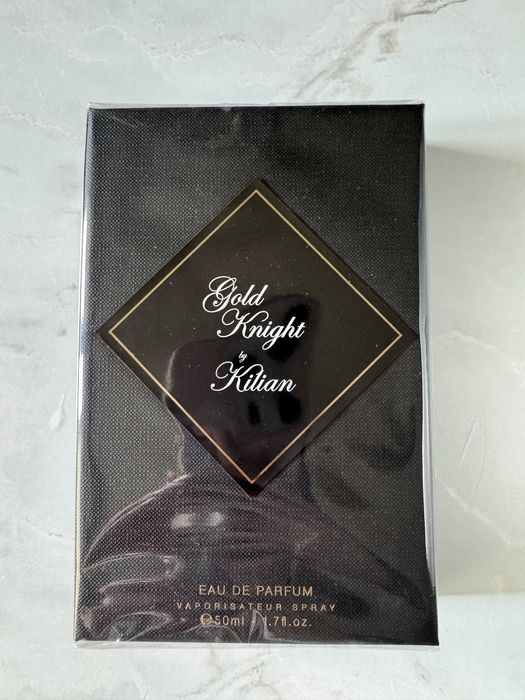 Gold
Knight
by
Kilian
EAU DE PARFUM
VAPORISATEUR SPRAY
℮50ml - 1.7fl.oz.